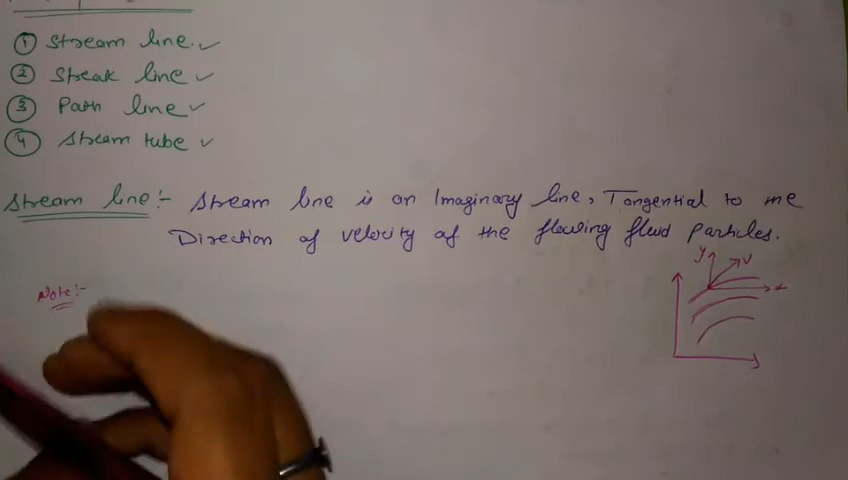 ① Stream line. ✓
② Streak line ✓
③ Path line ✓
④ Stream tube ✓
Stream line :- Stream line is an Imaginary line, Tangential to the
Direction of velocity of the flowing fluid particles.
y v
x
Note :-